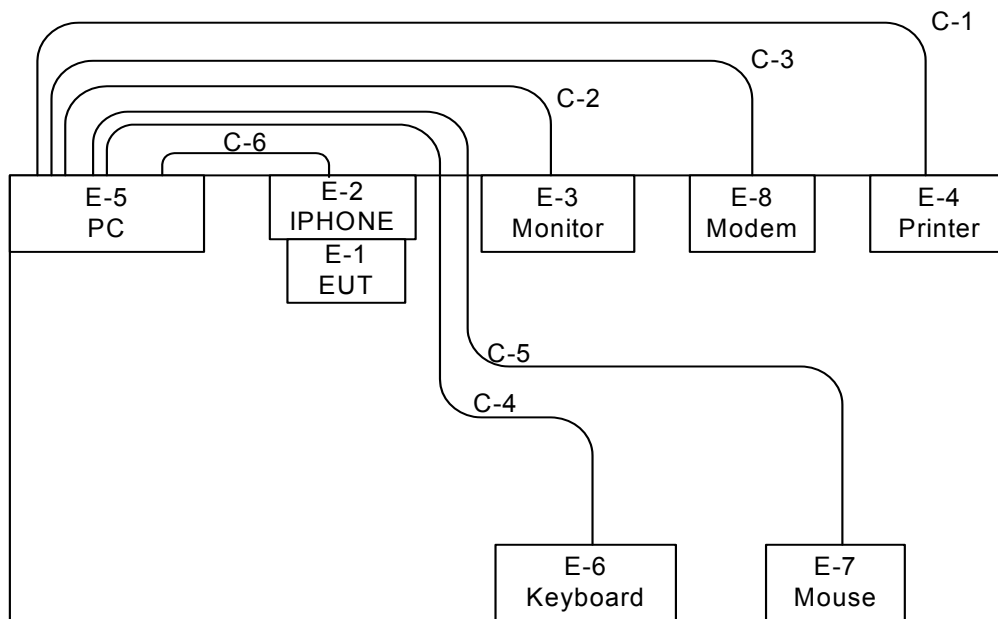 C-1
C-3
C-2
C-6
E-5
PC
E-2
IPHONE
E-1
EUT
E-3
Monitor
E-8
Modem
E-4
Printer
C-5
C-4
E-6
Keyboard
E-7
Mouse